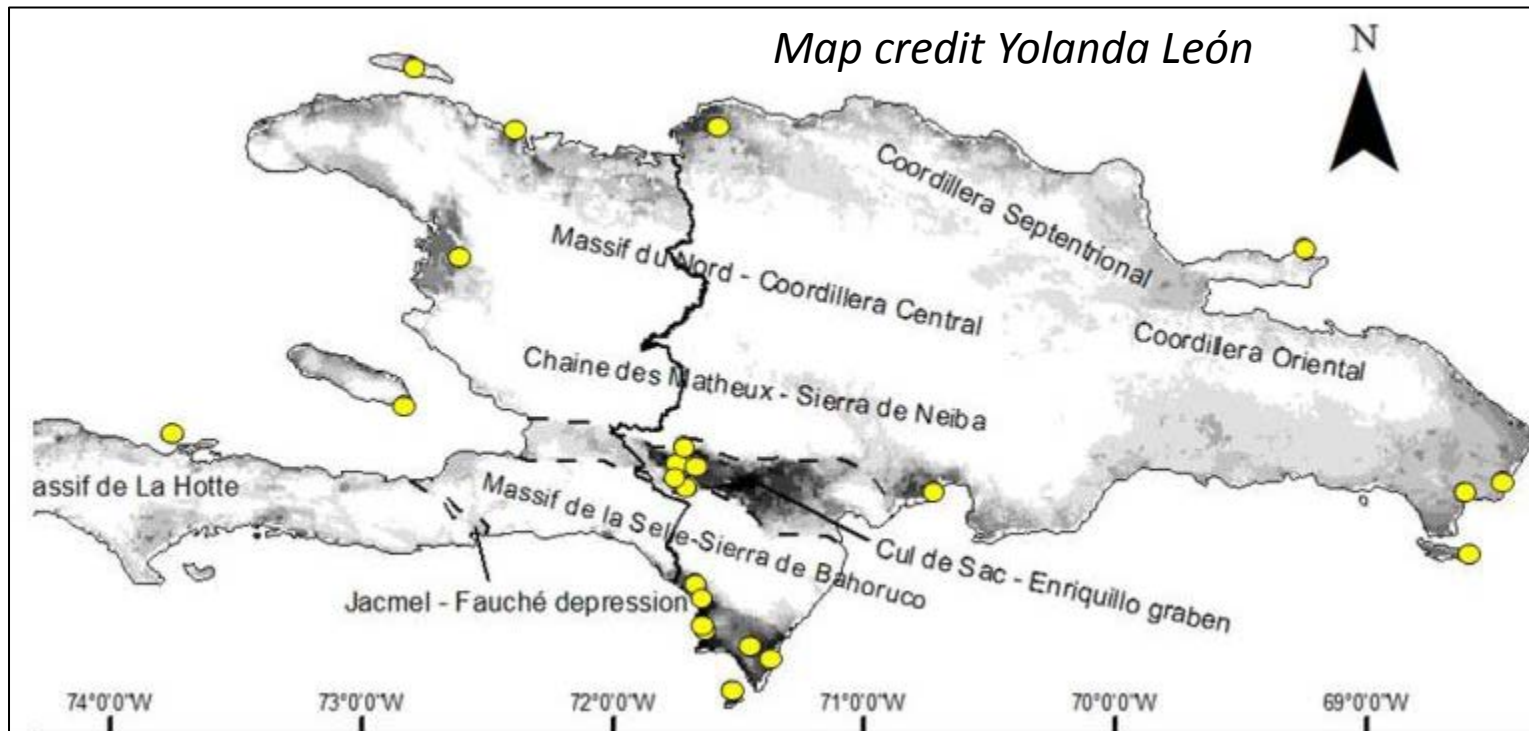 Map credit Yolanda León
N
Coordillera Septentrional
Massif du Nord - Coordillera Central
Coordillera Oriental
Chaine des Matheux - Sierra de Neiba
assif de La Hotte
Massif de la Selle-Sierra de Bahoruco
Cul de Sac - Enriquillo graben
Jacmel - Fauché depression
74°0'0"W 73°0'0"W 72°0'0"W 71°0'0"W 70°0'0"W 69°0'0"W